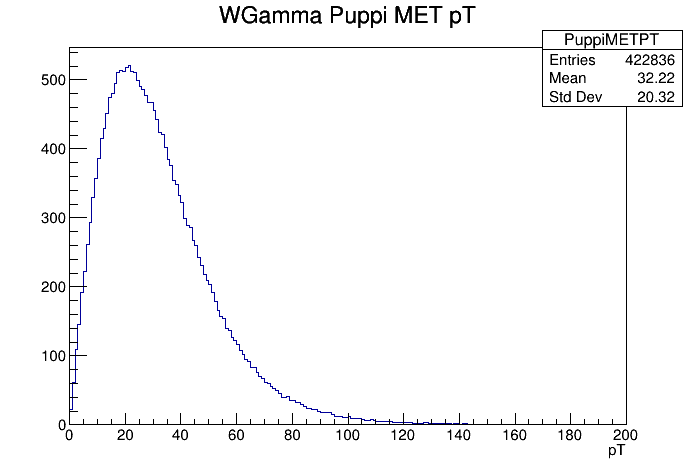 WGamma Puppi MET pT
PuppiMETPT
Entries 422836
Mean 32.22
Std Dev 20.32
500
400
300
200
100
0
0 20 40 60 80 100 120 140 160 180 200
pT